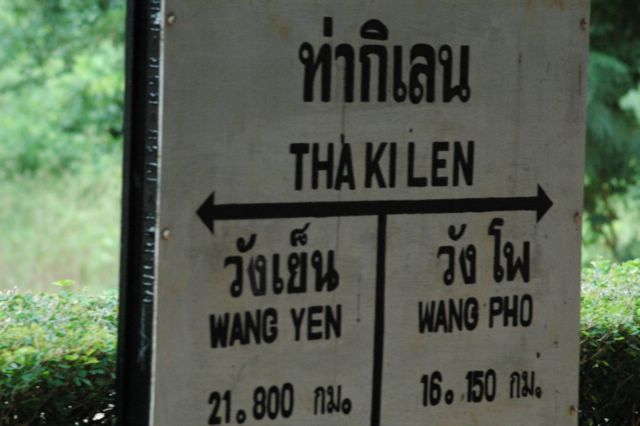 ท่ากิเลน
THA KI LEN
วังเย็น
WANG YEN
21.800 กม.
วังโพ
WANG PHO
16.150 กม.